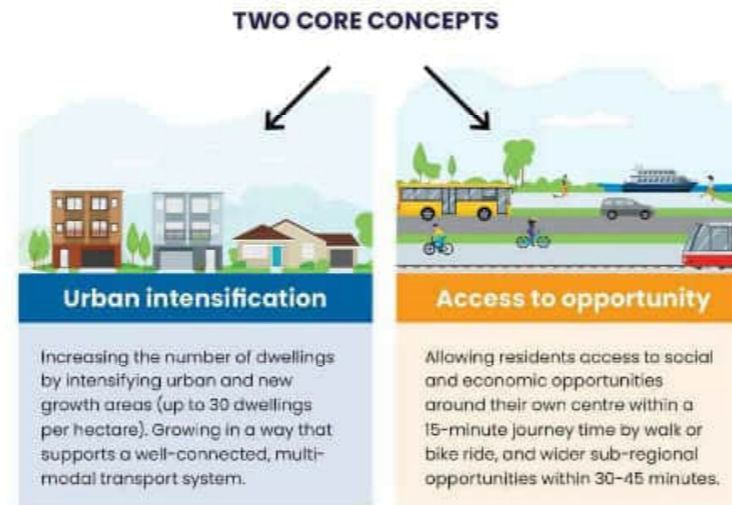 TWO CORE CONCEPTS
Urban intensification
Increasing the number of dwellings
by intensifying urban and new
growth areas (up to 30 dwellings
per hectare). Growing in a way that
supports a well-connected, multi-
modal transport system.
Access to opportunity
Allowing residents access to social
and economic opportunities
around their own centre within a
15-minute journey time by walk or
bike ride, and wider sub-regional
opportunities within 30-45 minutes.